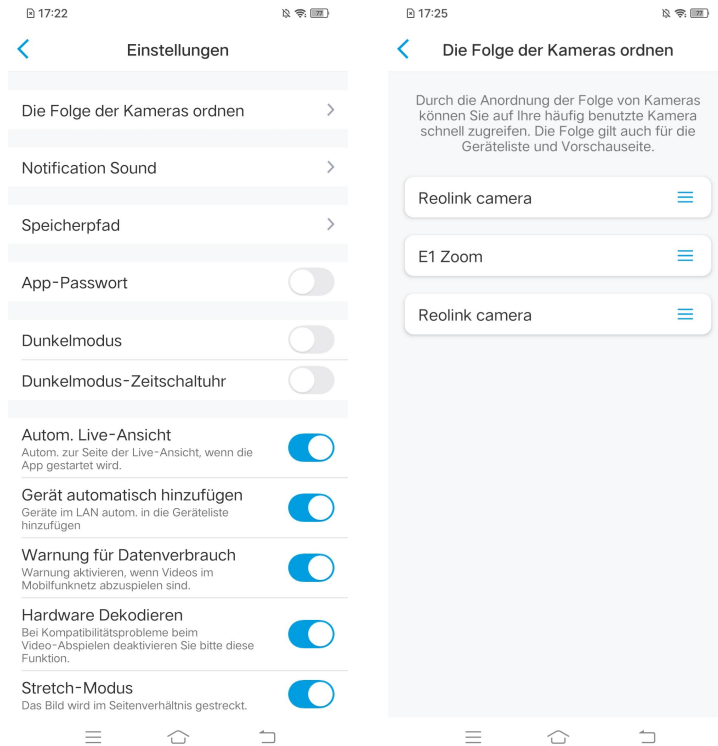 17:22
77
Einstellungen
Die Folge der Kameras ordnen
Notification Sound
Speicherpfad
App-Passwort
Dunkelmodus
Dunkelmodus-Zeitschaltuhr
Autom. Live-Ansicht
Autom. zur Seite der Live-Ansicht, wenn die
App gestartet wird.
Gerät automatisch hinzufügen
Geräte im LAN autom. in die Geräteliste
hinzufügen
Warnung für Datenverbrauch
Warnung aktivieren, wenn Videos im
Mobilfunknetz abzuspielen sind.
Hardware Dekodieren
Bei Kompatibilitätsprobleme beim
Video-Abspielen deaktivieren Sie bitte diese
Funktion.
Stretch-Modus
Das Bild wird im Seitenverhältnis gestreckt.
17:25
77
Die Folge der Kameras ordnen
Durch die Anordnung der Folge von Kameras
können Sie auf Ihre häufig benutzte Kamera
schnell zugreifen. Die Folge gilt auch für die
Geräteliste und Vorschauseite.
Reolink camera
E1 Zoom
Reolink camera